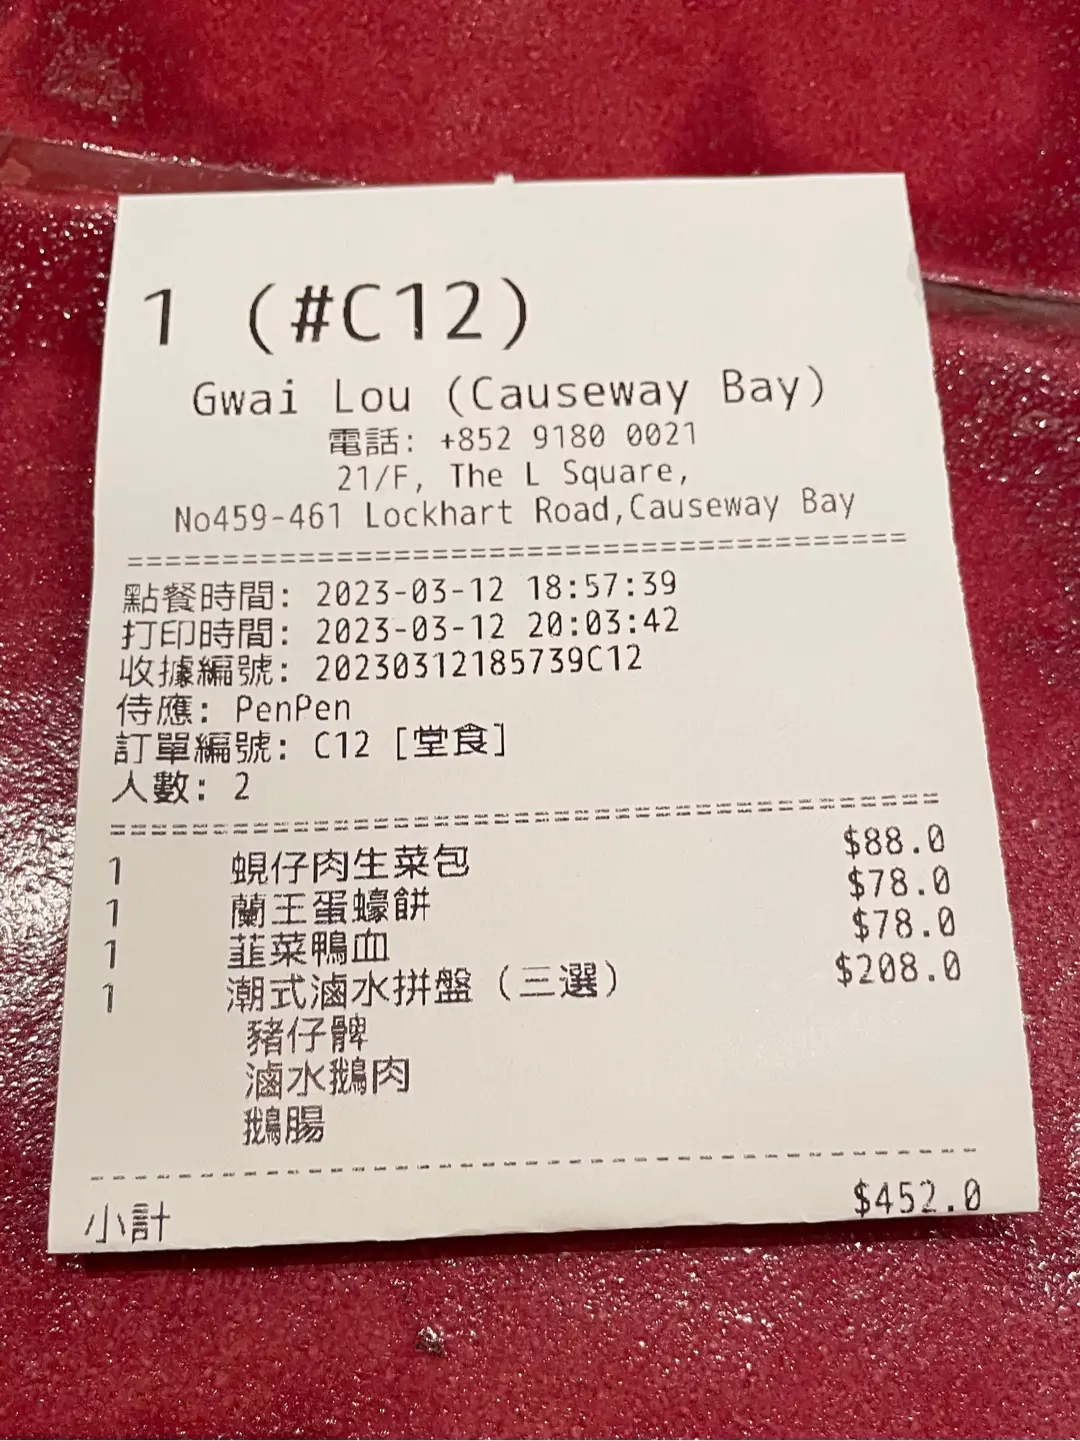 1 (#C12)
Gwai Lou (Causeway Bay)
電話: +852 9180 0021
21/F, The L Square,
No459-461 Lockhart Road,Causeway Bay
======================================
點餐時間: 2023-03-12 18:57:39
打印時間: 2023-03-12 20:03:42
收據編號: 20230312185739C12
侍應: PenPen
訂單編號: C12 [堂食]
人數: 2
======================================
1 蜆仔肉生菜包 $88.0
1 蘭王蛋蠔餅 $78.0
1 韮菜鴨血 $78.0
1 潮式滷水拼盤 (三選) $208.0
豬仔髀
滷水鵝肉
鵝腸
--------------------------------------
小計 $452.0